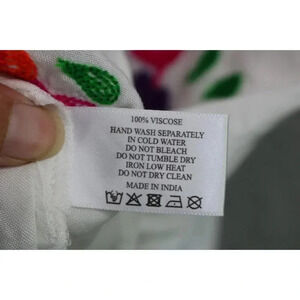 100% VISCOSE
HAND WASH SEPARATELY
IN COLD WATER
DO NOT BLEACH
DO NOT TUMBLE DRY
IRON LOW HEAT
DO NOT DRY CLEAN
MADE IN INDIA